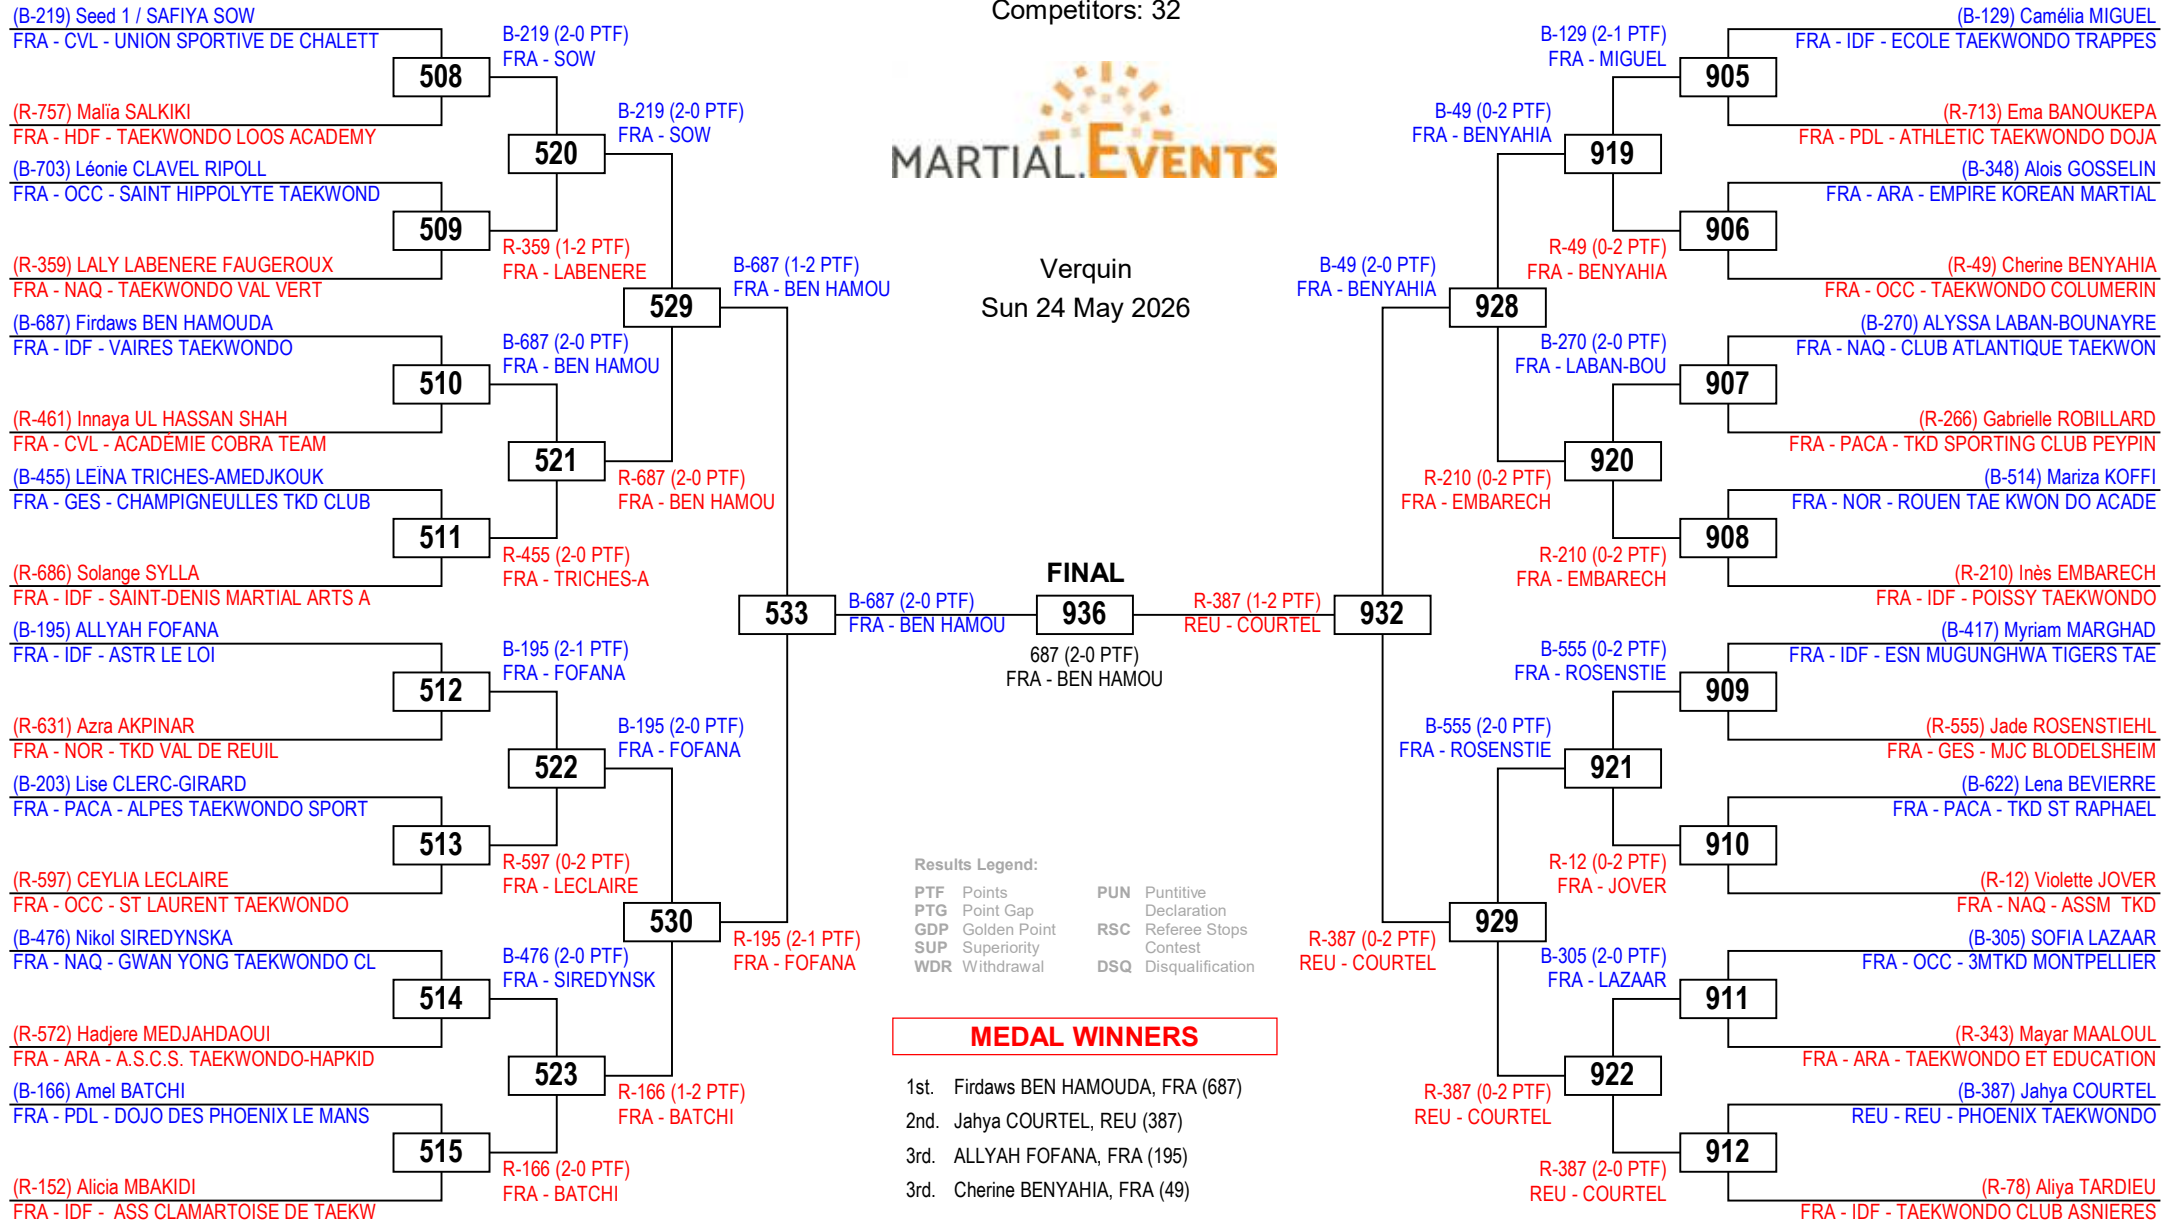 Competitors: 32
MARTIAL.EVENTS
Verquin
Sun 24 May 2026
(B-219) Seed 1 / SAFIYA SOW
FRA - CVL - UNION SPORTIVE DE CHALETT
508
(R-757) Malïa SALKIKI
FRA - HDF - TAEKWONDO LOOS ACADEMY
(B-703) Léonie CLAVEL RIPOLL
FRA - OCC - SAINT HIPPOLYTE TAEKWOND
509
(R-359) LALY LABENERE FAUGEROUX
FRA - NAQ - TAEKWONDO VAL VERT
(B-687) Firdaws BEN HAMOUDA
FRA - IDF - VAIRES TAEKWONDO
510
(R-461) Innaya UL HASSAN SHAH
FRA - CVL - ACADÉMIE COBRA TEAM
(B-455) LEÏNA TRICHES-AMEDJKOUK
FRA - GES - CHAMPIGNEULLES TKD CLUB
511
(R-686) Solange SYLLA
FRA - IDF - SAINT-DENIS MARTIAL ARTS A
(B-195) ALLYAH FOFANA
FRA - IDF - ASTR LE LOI
512
(R-631) Azra AKPINAR
FRA - NOR - TKD VAL DE REUIL
(B-203) Lise CLERC-GIRARD
FRA - PACA - ALPES TAEKWONDO SPORT
513
(R-597) CEYLIA LECLAIRE
FRA - OCC - ST LAURENT TAEKWONDO
(B-476) Nikol SIREDYNSKA
FRA - NAQ - GWAN YONG TAEKWONDO CL
514
(R-572) Hadjere MEDJAHDAOUI
FRA - ARA - A.S.C.S. TAEKWONDO-HAPKID
(B-166) Amel BATCHI
FRA - PDL - DOJO DES PHOENIX LE MANS
515
(R-152) Alicia MBAKIDI
FRA - IDF - ASS CLAMARTOISE DE TAEKW
B-219 (2-0 PTF)
FRA - SOW
520
R-359 (1-2 PTF)
FRA - LABENERE
B-687 (2-0 PTF)
FRA - BEN HAMOU
521
R-455 (2-0 PTF)
FRA - TRICHES-A
B-195 (2-1 PTF)
FRA - FOFANA
522
R-597 (0-2 PTF)
FRA - LECLAIRE
B-476 (2-0 PTF)
FRA - SIREDYNSK
523
R-166 (2-0 PTF)
FRA - BATCHI
B-219 (2-0 PTF)
FRA - SOW
529
R-687 (2-0 PTF)
FRA - BEN HAMOU
B-195 (2-0 PTF)
FRA - FOFANA
530
R-166 (1-2 PTF)
FRA - BATCHI
B-687 (1-2 PTF)
FRA - BEN HAMOU
533
R-195 (2-1 PTF)
FRA - FOFANA
B-687 (2-0 PTF)
FRA - BEN HAMOU
FINAL
936
687 (2-0 PTF)
FRA - BEN HAMOU
R-387 (1-2 PTF)
REU - COURTEL
B-49 (2-0 PTF)
FRA - BENYAHIA
932
R-387 (0-2 PTF)
REU - COURTEL
B-49 (0-2 PTF)
FRA - BENYAHIA
928
R-210 (0-2 PTF)
FRA - EMBARECH
B-555 (2-0 PTF)
FRA - ROSENSTIE
929
R-387 (0-2 PTF)
REU - COURTEL
B-129 (2-1 PTF)
FRA - MIGUEL
919
R-49 (0-2 PTF)
FRA - BENYAHIA
B-270 (2-0 PTF)
FRA - LABAN-BOU
920
R-210 (0-2 PTF)
FRA - EMBARECH
B-555 (0-2 PTF)
FRA - ROSENSTIE
921
R-12 (0-2 PTF)
FRA - JOVER
B-305 (2-0 PTF)
FRA - LAZAAR
922
R-387 (2-0 PTF)
REU - COURTEL
(B-129) Camélia MIGUEL
FRA - IDF - ECOLE TAEKWONDO TRAPPES
905
(R-713) Ema BANOUKEPA
FRA - PDL - ATHLETIC TAEKWONDO DOJA
(B-348) Alois GOSSELIN
FRA - ARA - EMPIRE KOREAN MARTIAL
906
(R-49) Cherine BENYAHIA
FRA - OCC - TAEKWONDO COLUMERIN
(B-270) ALYSSA LABAN-BOUNAYRE
FRA - NAQ - CLUB ATLANTIQUE TAEKWON
907
(R-266) Gabrielle ROBILLARD
FRA - PACA - TKD SPORTING CLUB PEYPIN
(B-514) Mariza KOFFI
FRA - NOR - ROUEN TAE KWON DO ACADE
908
(R-210) Inès EMBARECH
FRA - IDF - POISSY TAEKWONDO
(B-417) Myriam MARGHAD
FRA - IDF - ESN MUGUNGHWA TIGERS TAE
909
(R-555) Jade ROSENSTIEHL
FRA - GES - MJC BLODELSHEIM
(B-622) Lena BEVIERRE
FRA - PACA - TKD ST RAPHAEL
910
(R-12) Violette JOVER
FRA - NAQ - ASSM TKD
(B-305) SOFIA LAZAAR
FRA - OCC - 3MTKD MONTPELLIER
911
(R-343) Mayar MAALOUL
FRA - ARA - TAEKWONDO ET EDUCATION
(B-387) Jahya COURTEL
REU - REU - PHOENIX TAEKWONDO
912
(R-78) Aliya TARDIEU
FRA - IDF - TAEKWONDO CLUB ASNIERES
Results Legend:
PTF Points
PTG Point Gap
GDP Golden Point
SUP Superiority
WDR Withdrawal
PUN Puntitive
Declaration
RSC Referee Stops
Contest
DSQ Disqualification
MEDAL WINNERS
1st. Firdaws BEN HAMOUDA, FRA (687)
2nd. Jahya COURTEL, REU (387)
3rd. ALLYAH FOFANA, FRA (195)
3rd. Cherine BENYAHIA, FRA (49)